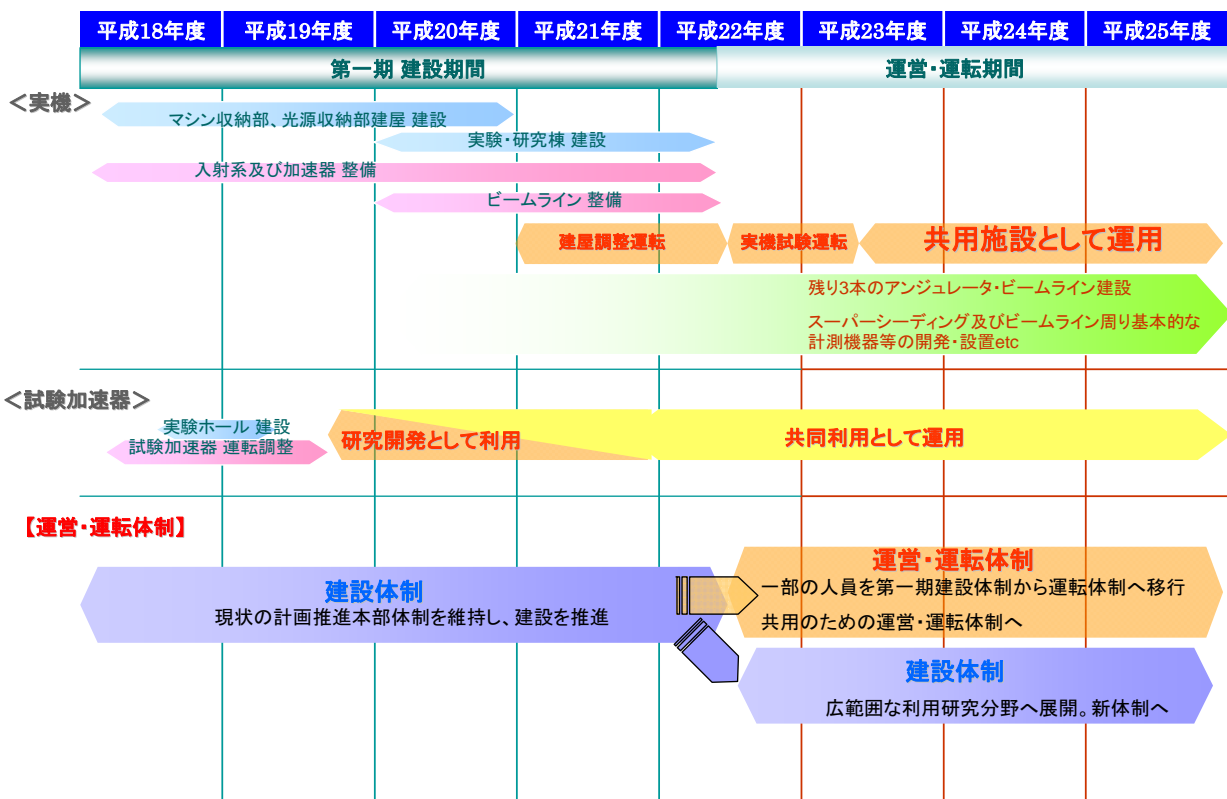 平成18年度 平成19年度 平成20年度 平成21年度 平成22年度 平成23年度 平成24年度 平成25年度
第一期 建設期間 運営・運転期間
＜実機＞
マシン収納部、光源収納部建屋 建設
実験・研究棟 建設
入射系及び加速器 整備
ビームライン 整備
建屋調整運転 実機試験運転 共用施設として運用
残り3本のアンジュレータ・ビームライン建設
スーパーシーディング及びビームライン周り基本的な
計測機器等の開発・設置etc
＜試験加速器＞
実験ホール 建設
試験加速器 運転調整
研究開発として利用 共同利用として運用
【運営・運転体制】
建設体制
現状の計画推進本部体制を維持し、建設を推進
運営・運転体制
一部の人員を第一期建設体制から運転体制へ移行
共用のための運営・運転体制へ
建設体制
広範囲な利用研究分野へ展開。新体制へ